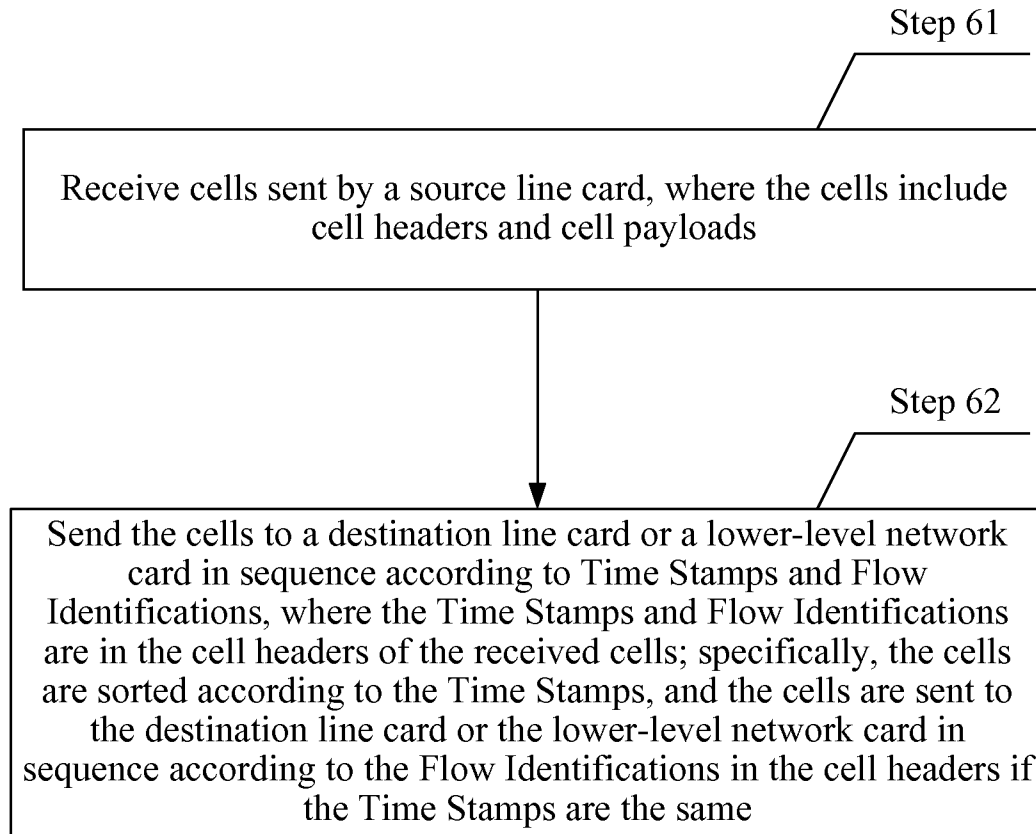 Step 61
Receive cells sent by a source line card, where the cells include
cell headers and cell payloads
Step 62
Send the cells to a destination line card or a lower-level network
card in sequence according to Time Stamps and Flow
Identifications, where the Time Stamps and Flow Identifications
are in the cell headers of the received cells; specifically, the cells
are sorted according to the Time Stamps, and the cells are sent to
the destination line card or the lower-level network card in
sequence according to the Flow Identifications in the cell headers if
the Time Stamps are the same